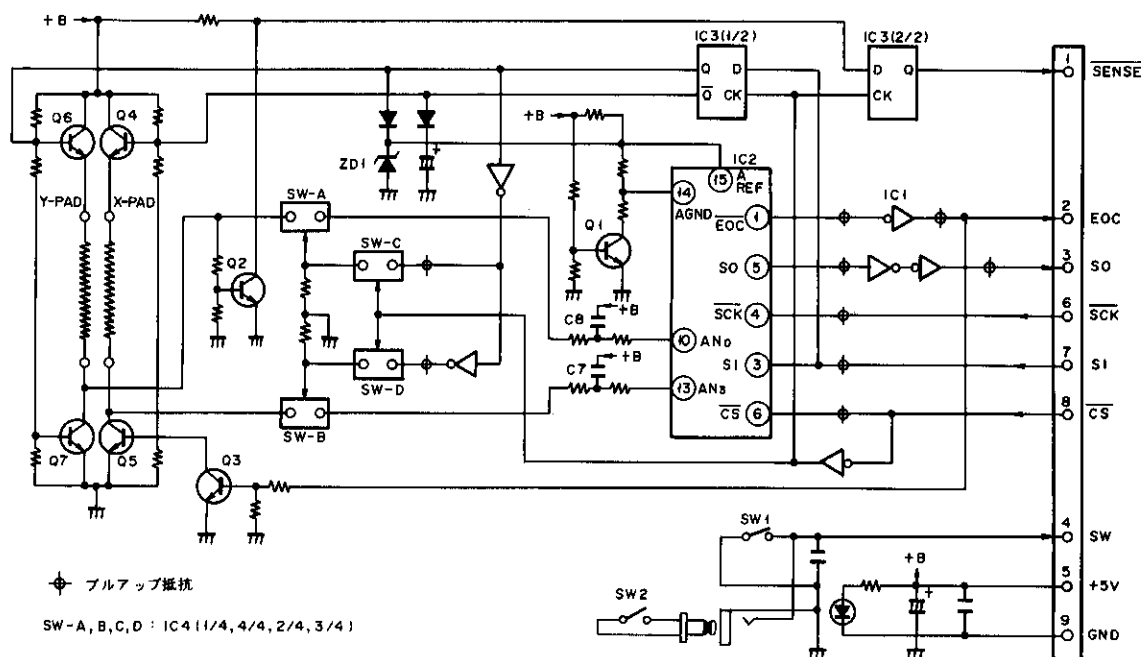 +B
IC3(1/2)
IC3(2/2)
1
SENSE
Q D
Q CK
D Q
CK
Q6
Q4
+B
ZD1
IC2
15
A
REF
14
AGND
EOC 1
IC1
2
EOC
Y-PAD
X-PAD
SW-A
SW-C
Q1
Q2
SO 5
3
SO
C8
+B
SCK 4
6
SCK
10 AN0
C7
+B
SI 3
7
SI
SW-D
13 AN3
CS 6
8
CS
SW-B
Q7
Q5
Q3
SW1
4
SW
+B
5
+5V
プルアップ抵抗
SW2
9
GND
SW-A,B,C,D : IC4(1/4,4/4,2/4,3/4)